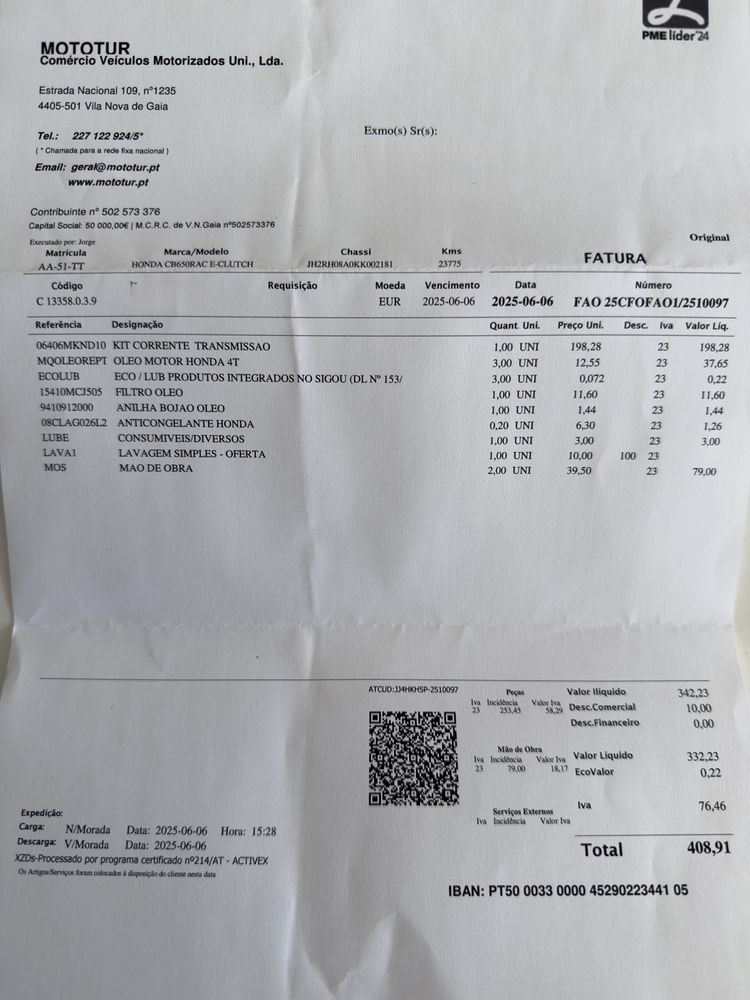 PME líder'24
MOTOTUR
Comércio Veículos Motorizados Uni., Lda.
Estrada Nacional 109, nº1235
4405-501 Vila Nova de Gaia
Exmo(s) Sr(s):
Tel.: 227 122 924/5*
( * Chamada para a rede fixa nacional )
Email: geral@mototur.pt
www.mototur.pt
Contribuinte nº 502 573 376
Capital Social: 50 000,00€ | M.C.R.C. de V.N.Gaia nº502573376
Original
Executado por: Jorge
Matrícula Marca/Modelo Chassi Kms FATURA
AA-51-TT HONDA CB650RAC E-CLUTCH JH2RH08A0KK002181 23775
Código Requisição Moeda Vencimento Data Número
C 13358.0.3.9 EUR 2025-06-06 2025-06-06 FAO 25CFOFAO1/2510097
Referência Designação Quant. Uni. Preço Uni. Desc. Iva Valor Liq.
06406MKND10 KIT CORRENTE TRANSMISSAO 1,00 UNI 198,28 23 198,28
MQOLEOREPT OLEO MOTOR HONDA 4T 3,00 UNI 12,55 23 37,65
ECOLUB ECO / LUB PRODUTOS INTEGRADOS NO SIGOU (DL Nº 153/ 3,00 UNI 0,072 23 0,22
15410MCJ505 FILTRO OLEO 1,00 UNI 11,60 23 11,60
9410912000 ANILHA BOJAO OLEO 1,00 UNI 1,44 23 1,44
08CLAG026L2 ANTICONGELANTE HONDA 0,20 UNI 6,30 23 1,26
LUBE CONSUMIVEIS/DIVERSOS 1,00 UNI 3,00 23 3,00
LAVA1 LAVAGEM SIMPLES - OFERTA 1,00 UNI 10,00 100 23
MOS MAO DE OBRA 2,00 UNI 39,50 23 79,00
ATCUD:JJ4HKH5P-2510097
Peças
Iva Incidência Valor Iva
23 253,45 58,29
Valor Iliquido 342,23
Desc.Comercial 10,00
Desc.Financeiro 0,00
Mão de Obra
Iva Incidência Valor Iva
23 79,00 18,17
Valor Liquido 332,23
EcoValor 0,22
Serviços Externos
Iva Incidência Valor Iva
Iva 76,46
Total 408,91
Expedição:
Carga: N/Morada Data: 2025-06-06 Hora: 15:28
Descarga: V/Morada Data: 2025-06-06
XZDs-Processado por programa certificado nº214/AT - ACTIVEX
Os Artigos/Serviços foram colocados à disposição do cliente nesta data
IBAN: PT50 0033 0000 45290223441 05